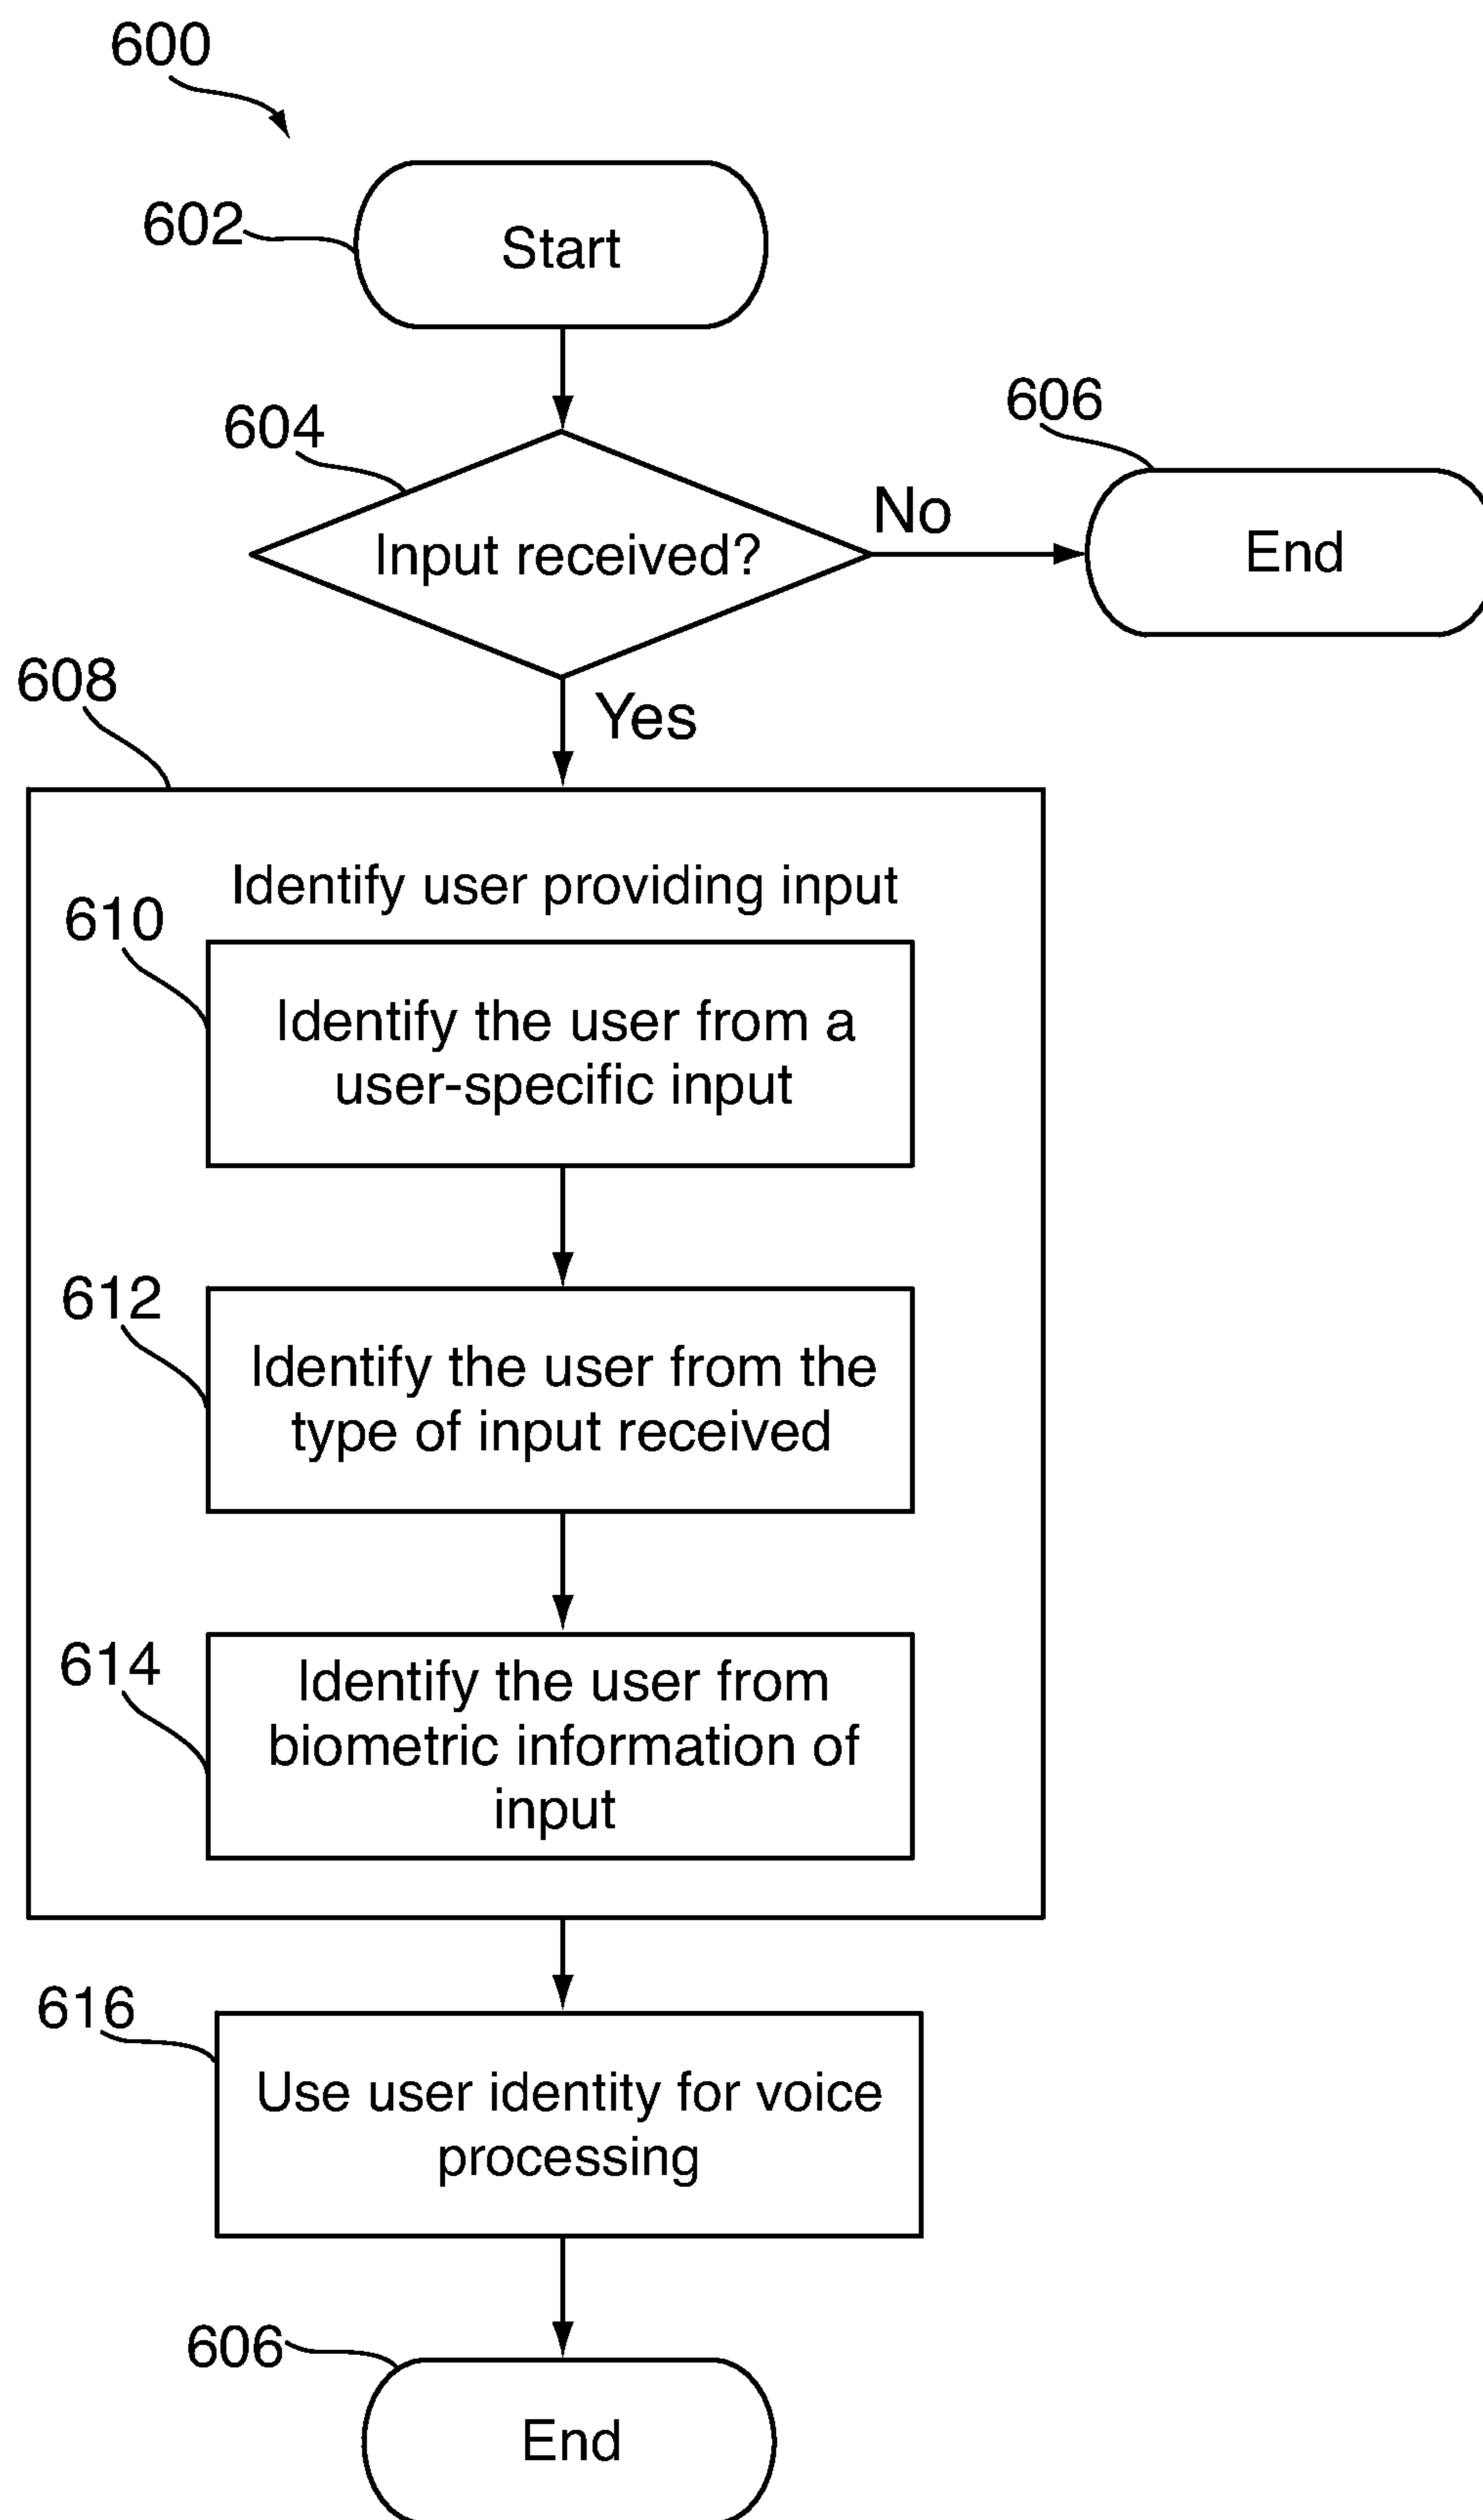 600
602
Start
604
606
Input received?
No
End
608
Yes
Identify user providing input
610
Identify the user from a
user-specific input
612
Identify the user from the
type of input received
614
Identify the user from
biometric information of
input
616
Use user identity for voice
processing
606
End